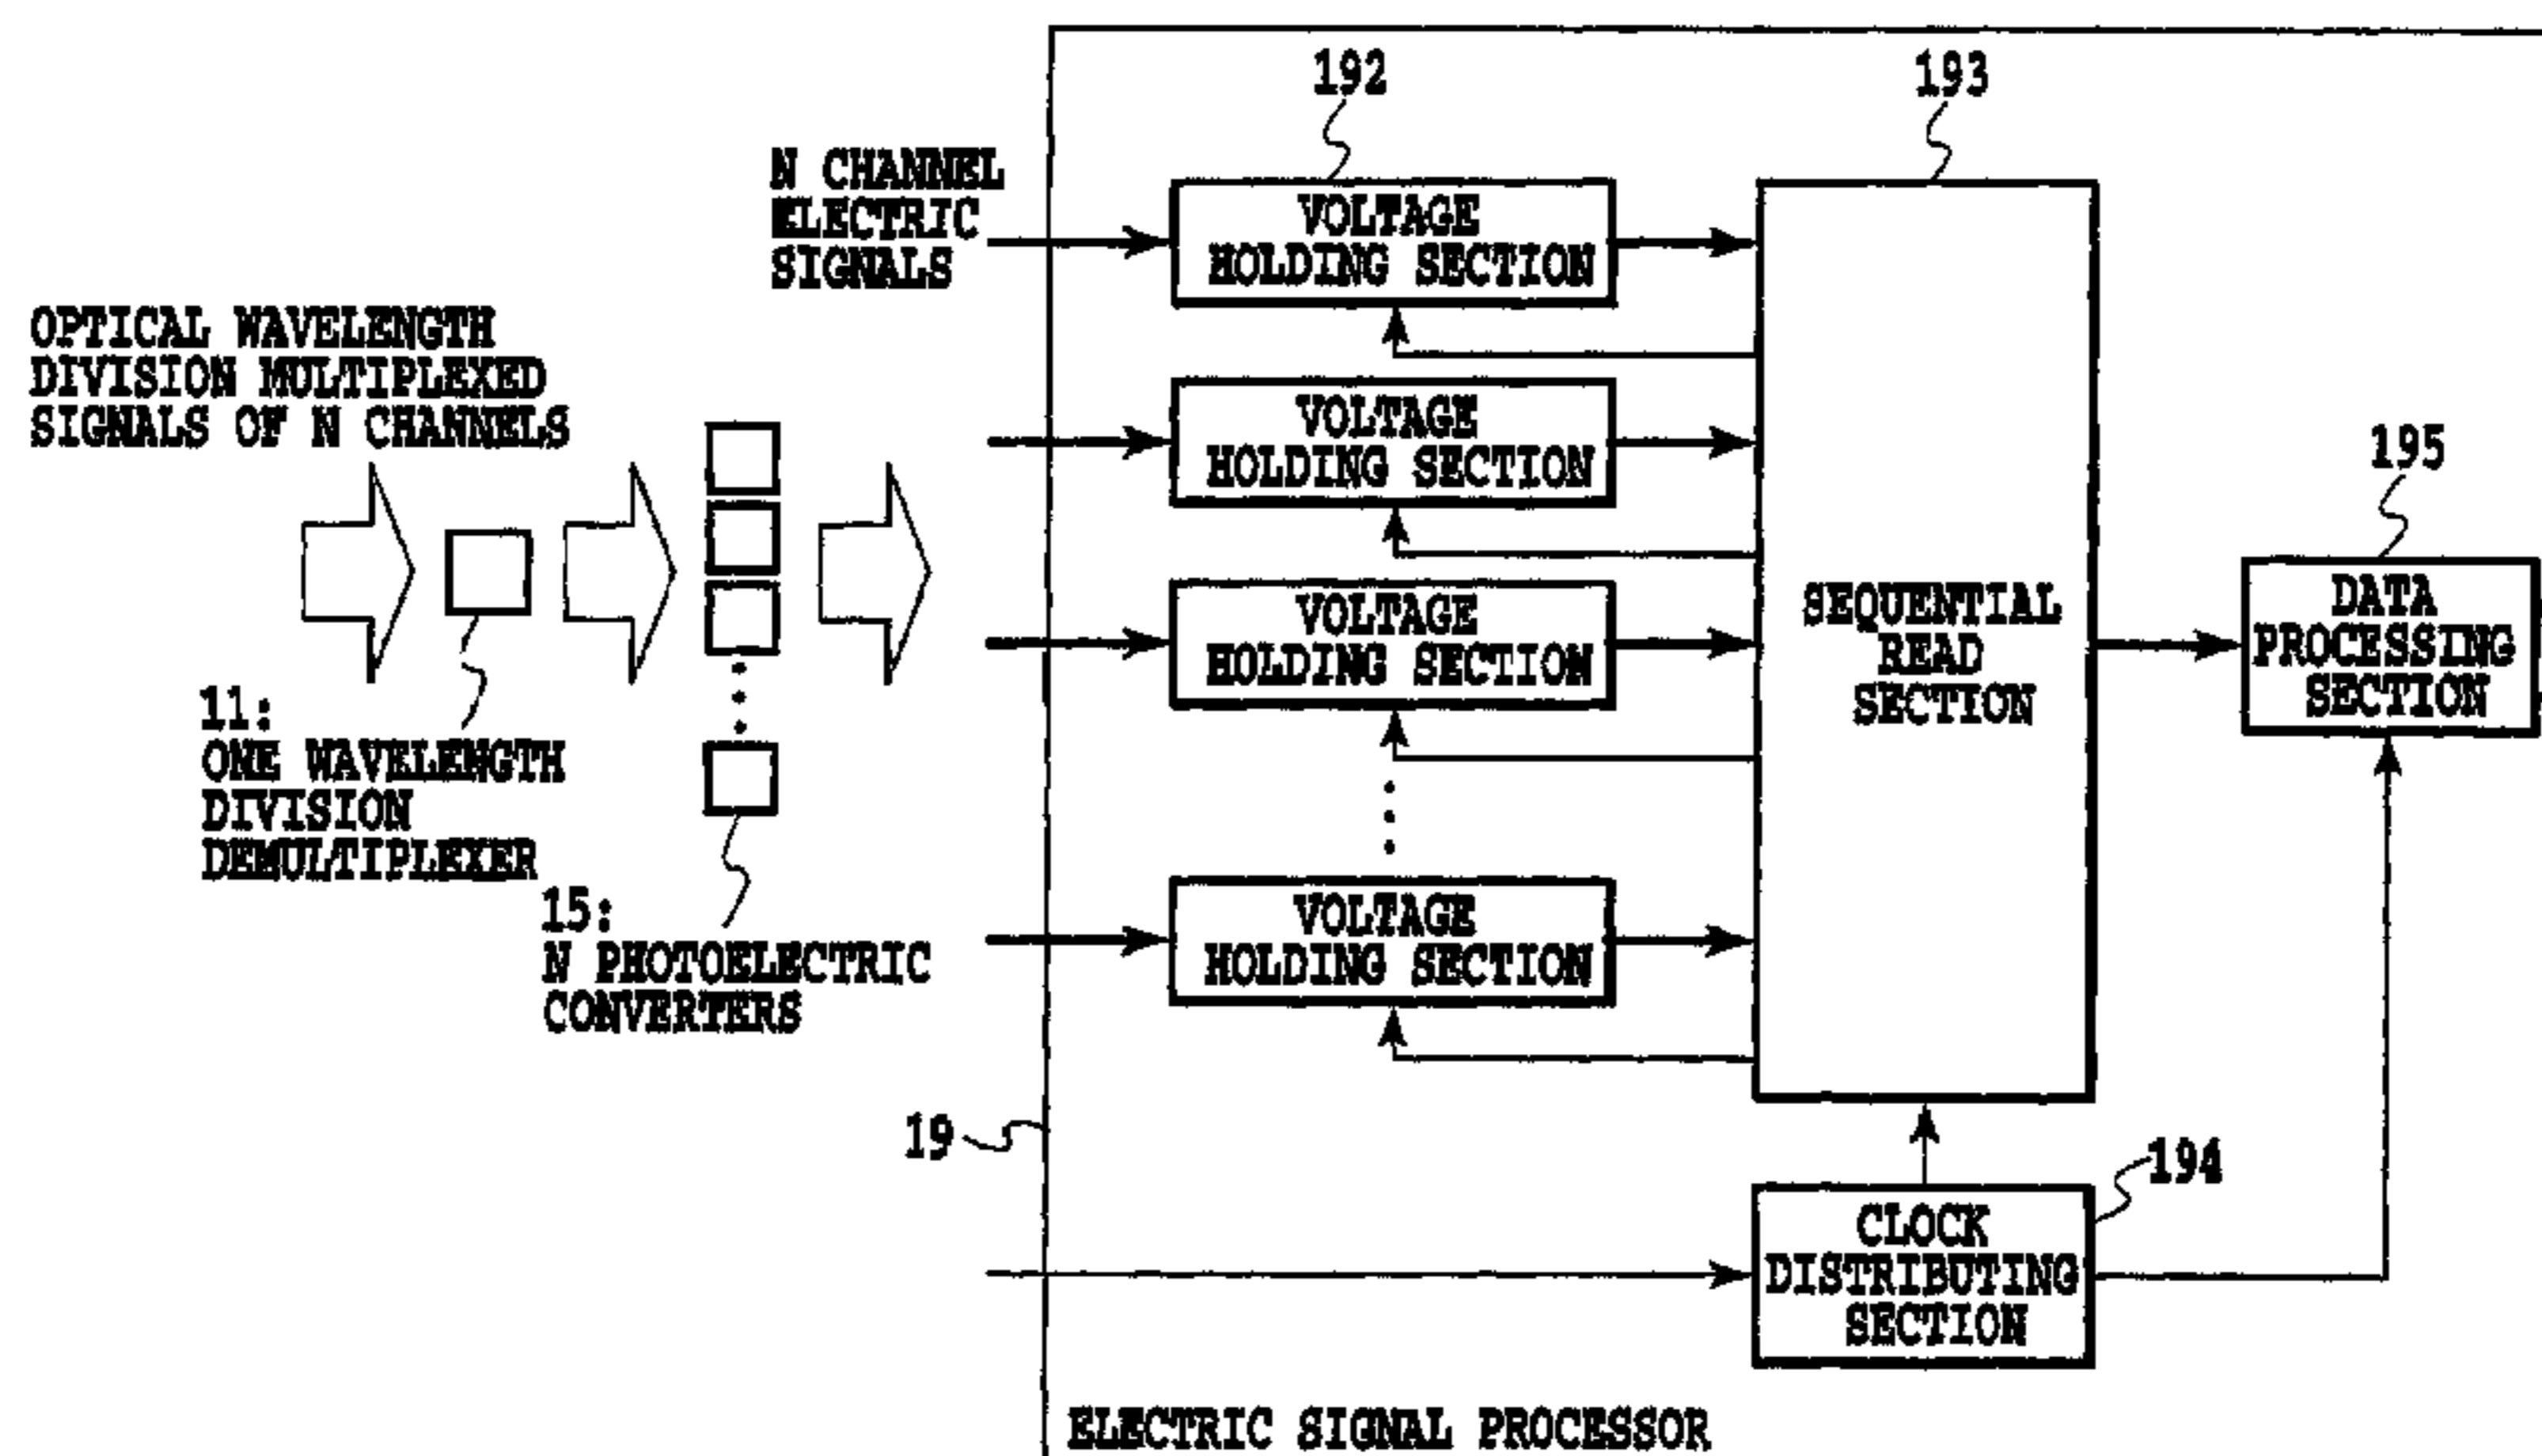 192
193
N CHANNEL
ELECTRIC
SIGNALS
VOLTAGE
HOLDING SECTION
OPTICAL WAVELENGTH
DIVISION MULTIPLEXED
SIGNALS OF N CHANNELS
VOLTAGE
HOLDING SECTION
195
VOLTAGE
HOLDING SECTION
SEQUENTIAL
READ
SECTION
DATA
PROCESSING
SECTION
11:
ONE WAVELENGTH
DIVISION
DEMULTIPLEXER
15:
N PHOTOELECTRIC
CONVERTERS
VOLTAGE
HOLDING SECTION
19
194
CLOCK
DISTRIBUTING
SECTION
ELECTRIC SIGNAL PROCESSOR